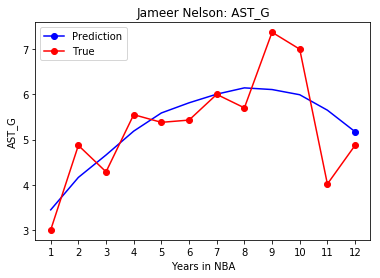 Jameer Nelson: AST_G
Prediction
True
AST_G
7
6
5
4
3
1 2 3 4 5 6 7 8 9 10 11 12
Years in NBA